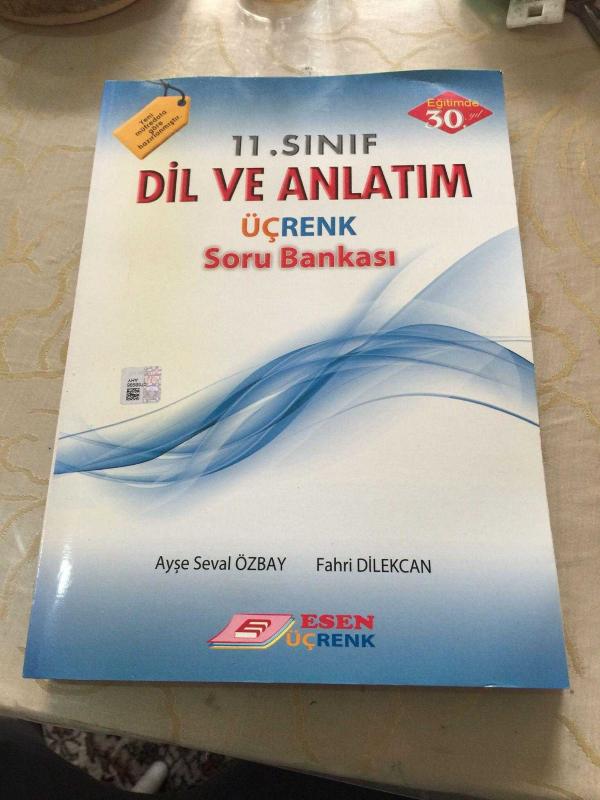 Yeni
müfredata
göre
hazırlanmıştır.
Eğitimde
30. yıl
11.SINIF
DİL VE ANLATIM
ÜÇRENK
Soru Bankası
Ayşe Seval ÖZBAY Fahri DİLEKCAN
ESEN
ÜÇRENK